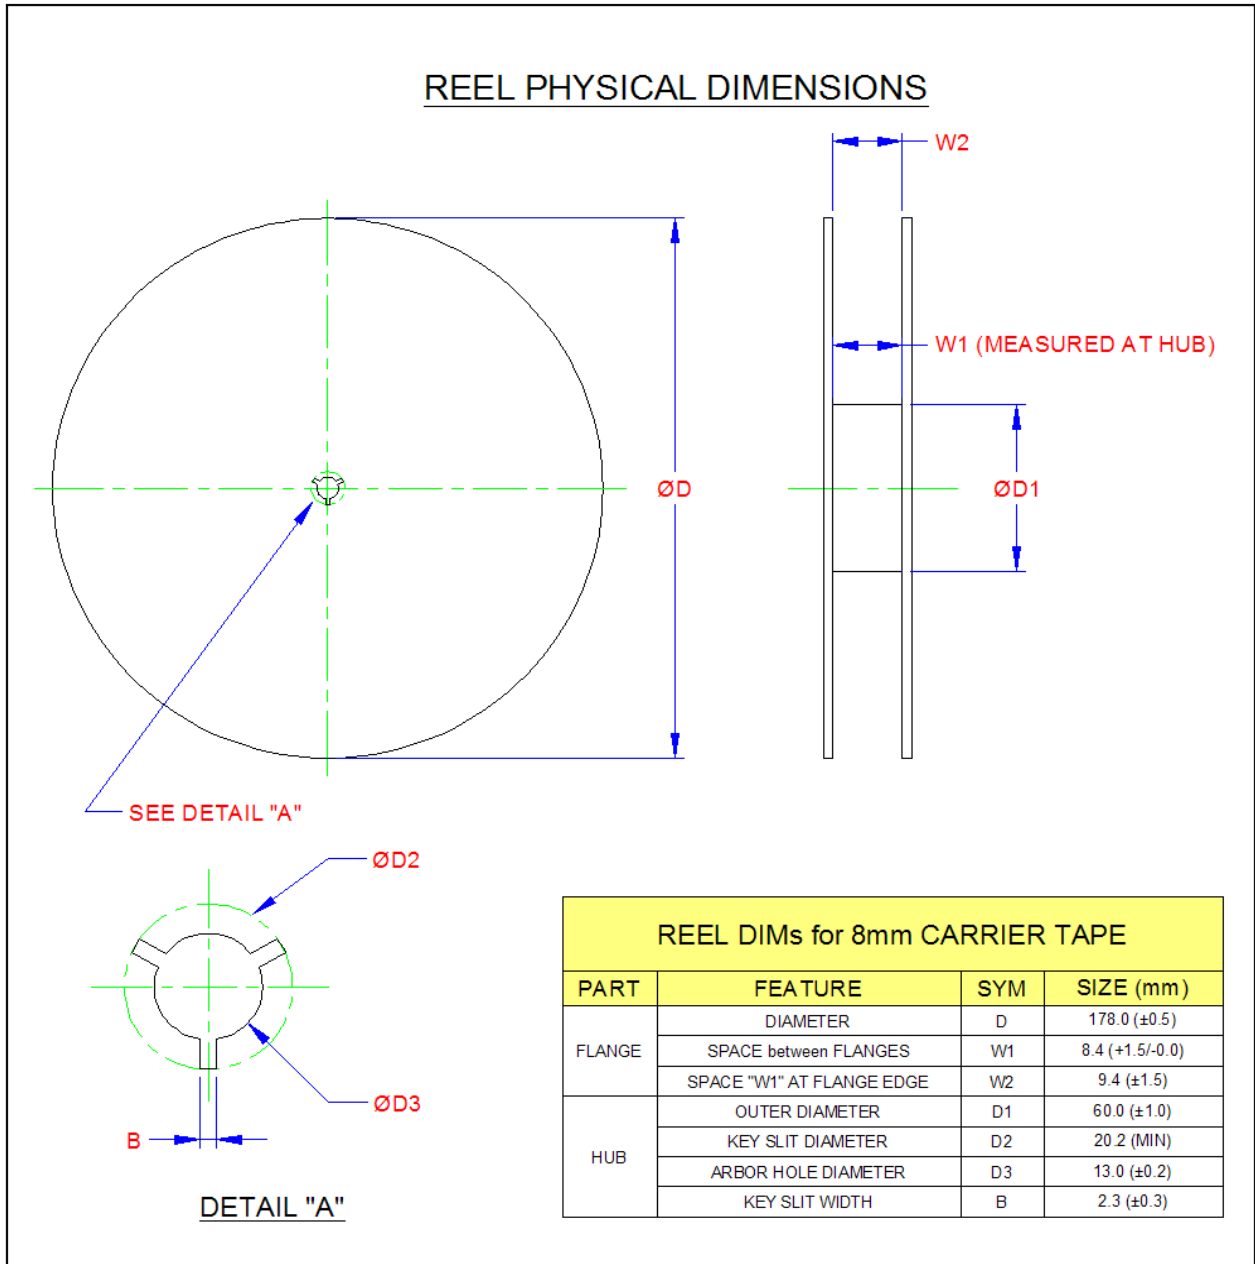 REEL PHYSICAL DIMENSIONS
W2
W1 (MEASURED AT HUB)
ØD
ØD1
SEE DETAIL "A"
ØD2
ØD3
B
DETAIL "A"
REEL DIMs for 8mm CARRIER TAPE
PART FEATURE SYM SIZE (mm)
FLANGE
DIAMETER D 178.0 (±0.5)
SPACE between FLANGES W1 8.4 (+1.5/-0.0)
SPACE "W1" AT FLANGE EDGE W2 9.4 (±1.5)
HUB
OUTER DIAMETER D1 60.0 (±1.0)
KEY SLIT DIAMETER D2 20.2 (MIN)
ARBOR HOLE DIAMETER D3 13.0 (±0.2)
KEY SLIT WIDTH B 2.3 (±0.3)